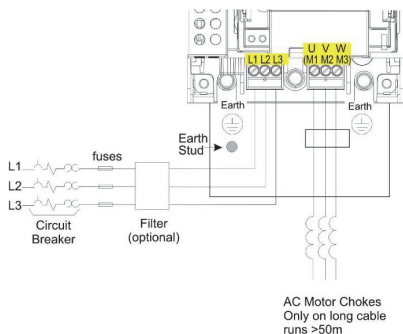 U V W
L1 L2 L3 (M1 M2 M3)
Earth Earth
Earth
Stud
L1
fuses
L2
L3
Circuit
Breaker
Filter
(optional)
AC Motor Chokes
Only on long cable
runs >50m